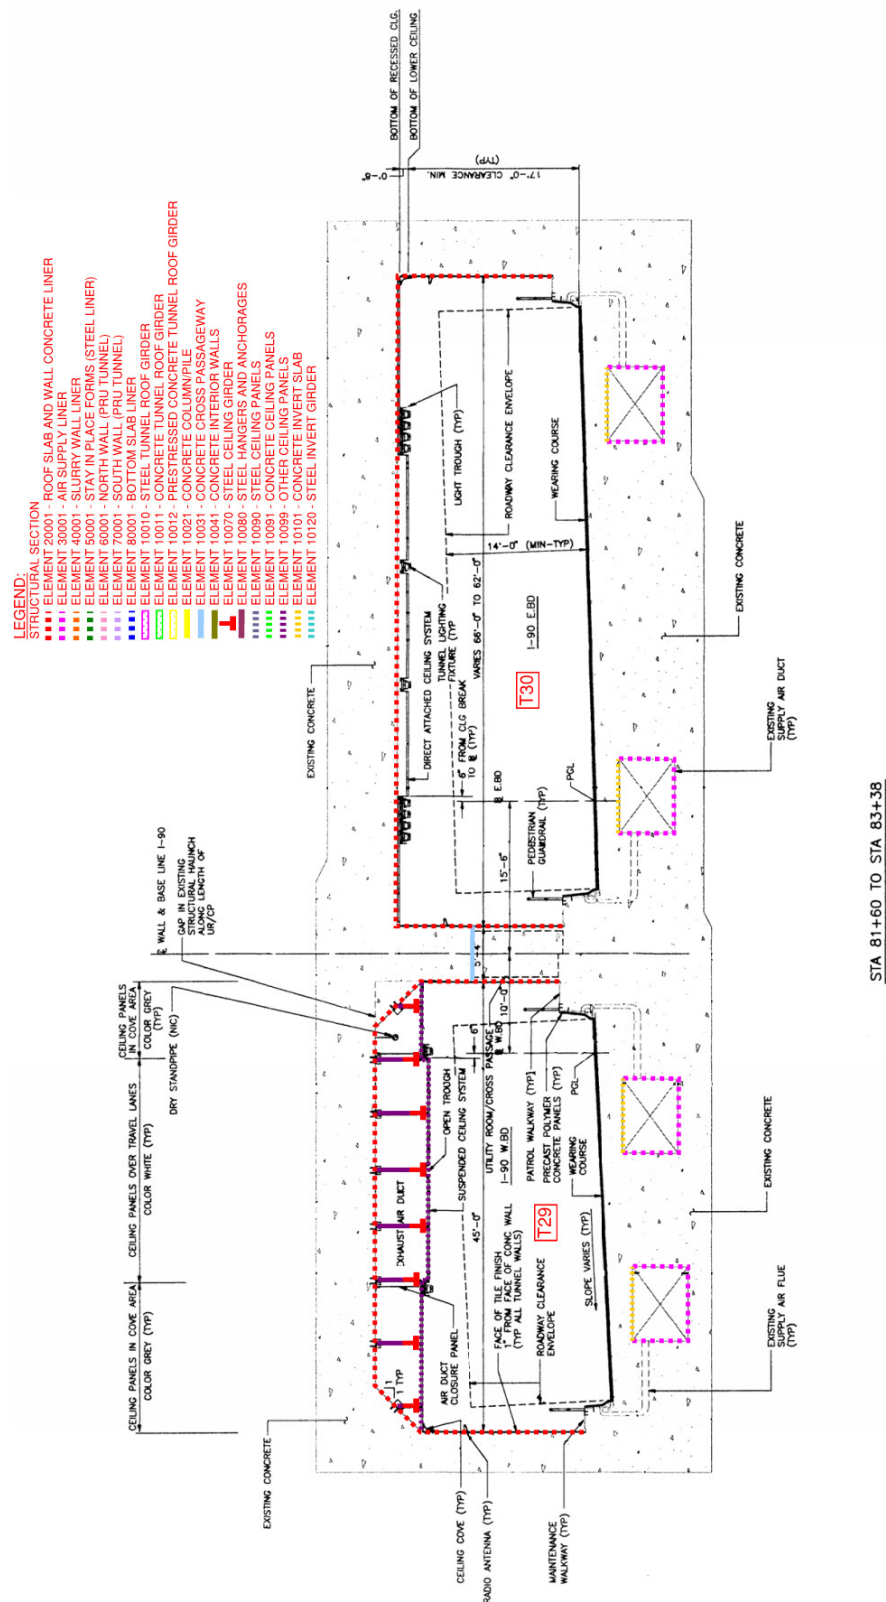 LEGEND:
STRUCTURAL SECTION
ELEMENT 20001 - ROOF SLAB AND WALL CONCRETE LINER
ELEMENT 30001 - AIR SUPPLY LINER
ELEMENT 40001 - SLURRY WALL LINER
ELEMENT 50001 - STAY IN PLACE FORMS (STEEL LINER)
ELEMENT 60001 - NORTH WALL (PRU TUNNEL)
ELEMENT 70001 - SOUTH WALL (PRU TUNNEL)
ELEMENT 80001 - BOTTOM SLAB LINER
ELEMENT 10010 - STEEL TUNNEL ROOF GIRDER
ELEMENT 10011 - CONCRETE TUNNEL ROOF GIRDER
ELEMENT 10012 - PRESTRESSED CONCRETE TUNNEL ROOF GIRDER
ELEMENT 10021 - CONCRETE COLUMN/PILE
ELEMENT 10031 - CONCRETE CROSS PASSAGEWAY
ELEMENT 10041 - CONCRETE INTERIOR WALLS
ELEMENT 10070 - STEEL CEILING GIRDER
ELEMENT 10080 - STEEL HANGERS AND ANCHORAGES
ELEMENT 10090 - STEEL CEILING PANELS
ELEMENT 10091 - CONCRETE CEILING PANELS
ELEMENT 10099 - OTHER CEILING PANELS
ELEMENT 10101 - CONCRETE INVERT SLAB
ELEMENT 10120 - STEEL INVERT GIRDER
CEILING PANELS IN COVE AREA
COLOR GREY (TYP)
CEILING PANELS OVER TRAVEL LANES
COLOR WHITE (TYP)
CEILING PANELS
IN COVE AREA
COLOR GREY
(TYP)
DRY STANDPIPE (NIC)
℄ WALL & BASE LINE I-90
GAP IN EXISTING
STRUCTURAL HAUNCH
ALONG LENGTH OF
UR/CP
EXISTING CONCRETE
EXISTING CONCRETE
EXISTING CONCRETE
BOTTOM OF RECESSED CLG.
BOTTOM OF LOWER CEILING
0'-6"
17'-0" CLEARANCE MIN.
(TYP)
1
1 TYP
EXHAUST AIR DUCT
AIR DUCT
CLOSURE PANEL
OPEN TROUGH
SUSPENDED CEILING SYSTEM
45'-0"
UTILITY ROOM/CROSS PASSAGE
6"
℄ W.BD
10'-0"
5'-4"
I-90 W.BD
T29
FACE OF TILE FINISH
1" FROM FACE OF CONC WALL
(TYP ALL TUNNEL WALLS)
ROADWAY CLEARANCE
ENVELOPE
SLOPE VARIES (TYP)
PATROL WALKWAY (TYP)
PRECAST POLYMER
CONCRETE PANELS (TYP)
WEARING
COURSE
PGL
DIRECT ATTACHED CEILING SYSTEM
TUNNEL LIGHTING
FIXTURE (TYP
6" FROM CLG BREAK
TO ℄ (TYP)
VARIES 66'-0" TO 62'-0"
LIGHT TROUGH (TYP)
ROADWAY CLEARANCE ENVELOPE
14'-0" (MIN-TYP)
WEARING COURSE
I-90 E.BD
T30
℄ E.BD
15'-6"
PEDESTRIAN
GUARDRAIL (TYP)
PGL
CEILING COVE (TYP)
RADIO ANTENNA (TYP)
MAINTENANCE
WALKWAY (TYP)
EXISTING
SUPPLY AIR FLUE
(TYP)
EXISTING CONCRETE
EXISTING
SUPPLY AIR DUCT
(TYP)
STA 81+60 TO STA 83+38